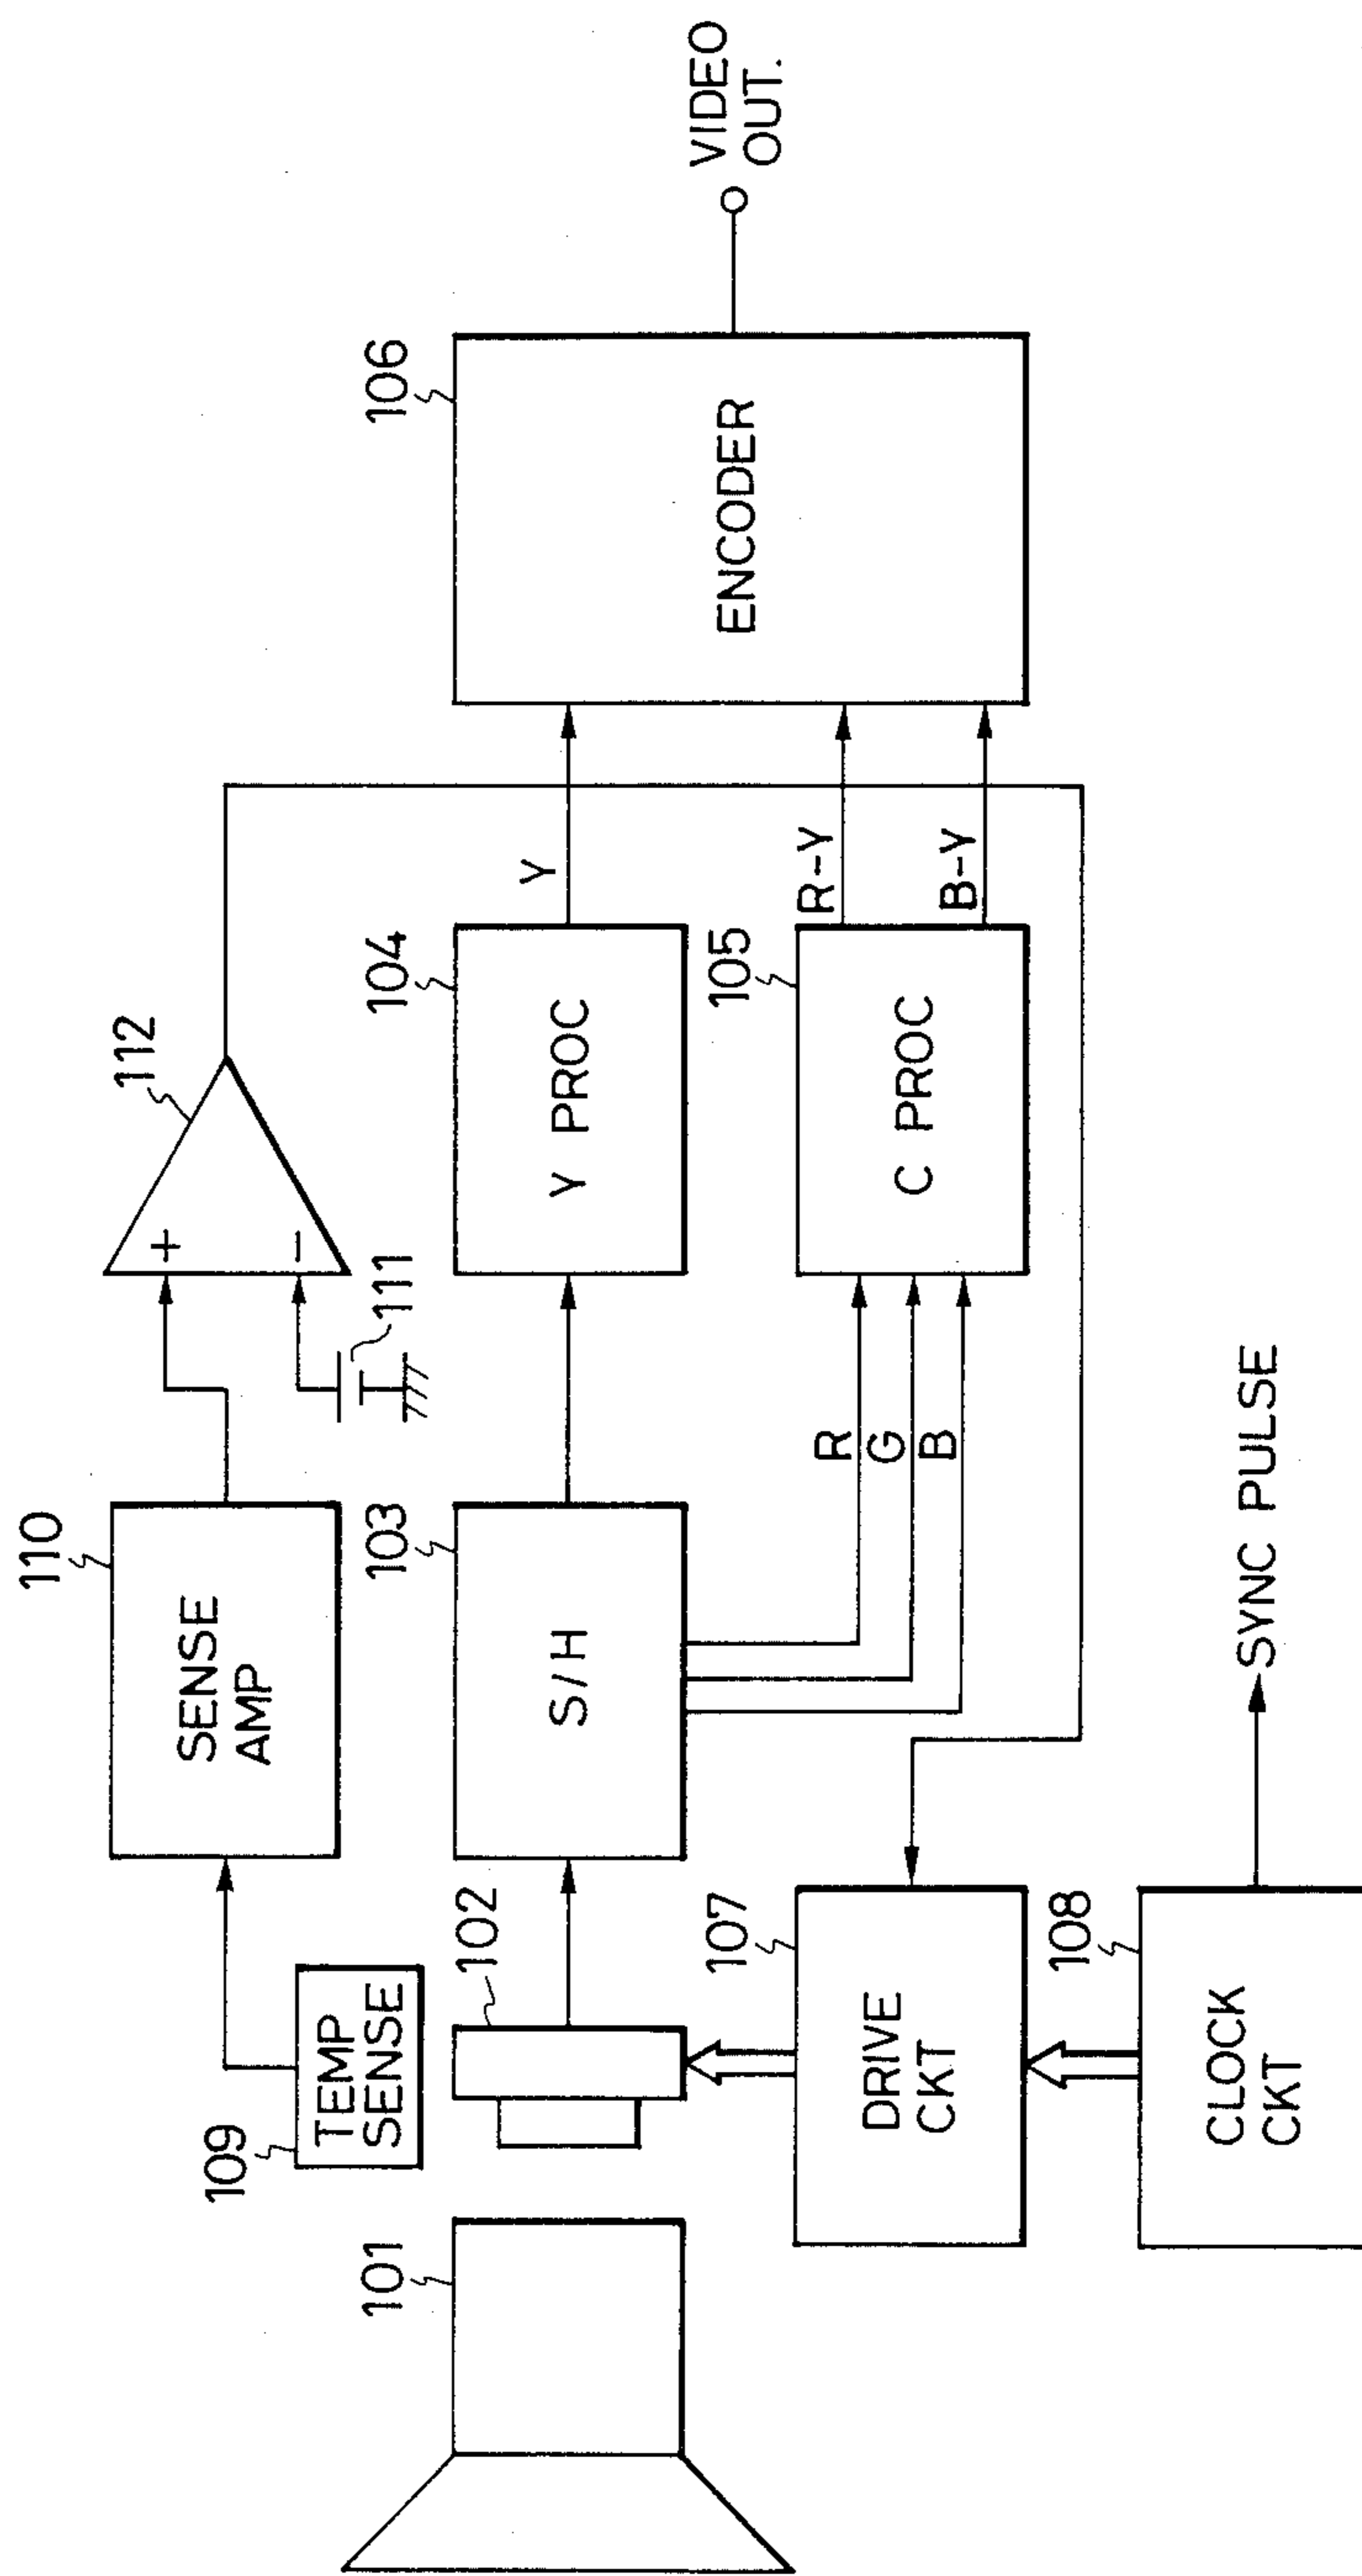 110
SENSE
AMP
112
+
−
111
109
TEMP
SENSE
101
102
103
S/H
104
Y PROC
Y
106
ENCODER
VIDEO
OUT.
R
G
B
105
C PROC
R-Y
B-Y
107
DRIVE
CKT
108
CLOCK
CKT
SYNC PULSE